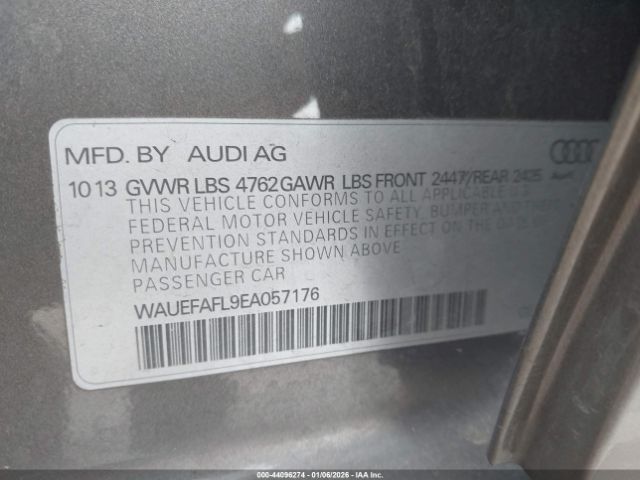 MFD. BY AUDI AG
10 13 GVWR LBS 4762 GAWR LBS FRONT 2447/REAR 2425
THIS VEHICLE CONFORMS TO ALL APPLICABLE U.S.
FEDERAL MOTOR VEHICLE SAFETY, BUMPER AND THEFT
PREVENTION STANDARDS IN EFFECT ON THE DATE OF
MANUFACTURE SHOWN ABOVE
PASSENGER CAR
WAUEFAFL9EA057176
000-44096274 - 01/06/2026 - IAA Inc.